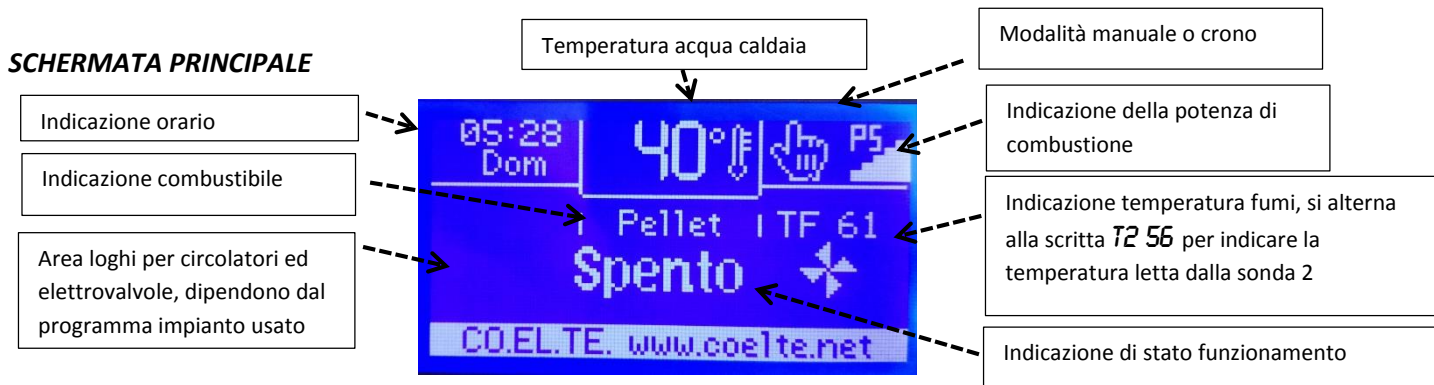 SCHERMATA PRINCIPALE
Temperatura acqua caldaia
Modalità manuale o crono
Indicazione orario
Indicazione combustibile
Area loghi per circolatori ed
elettrovalvole, dipendono dal
programma impianto usato
05:28
Dom
40°
P5
Pellet
TF 61
Spento
CO.EL.TE. www.coelte.net
Indicazione della potenza di
combustione
Indicazione temperatura fumi, si alterna
alla scritta T2 56 per indicare la
temperatura letta dalla sonda 2
Indicazione di stato funzionamento